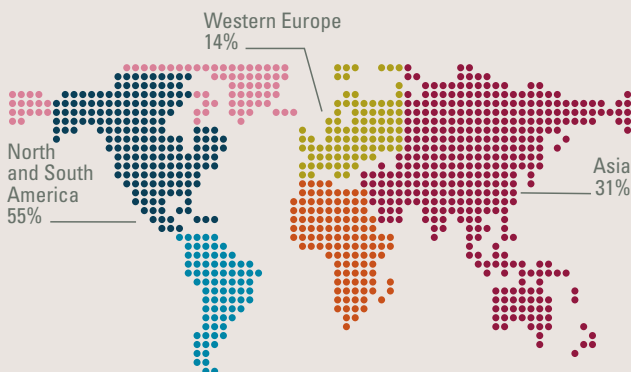 Western Europe
14%
North
and South
America
55%
Asia
31%